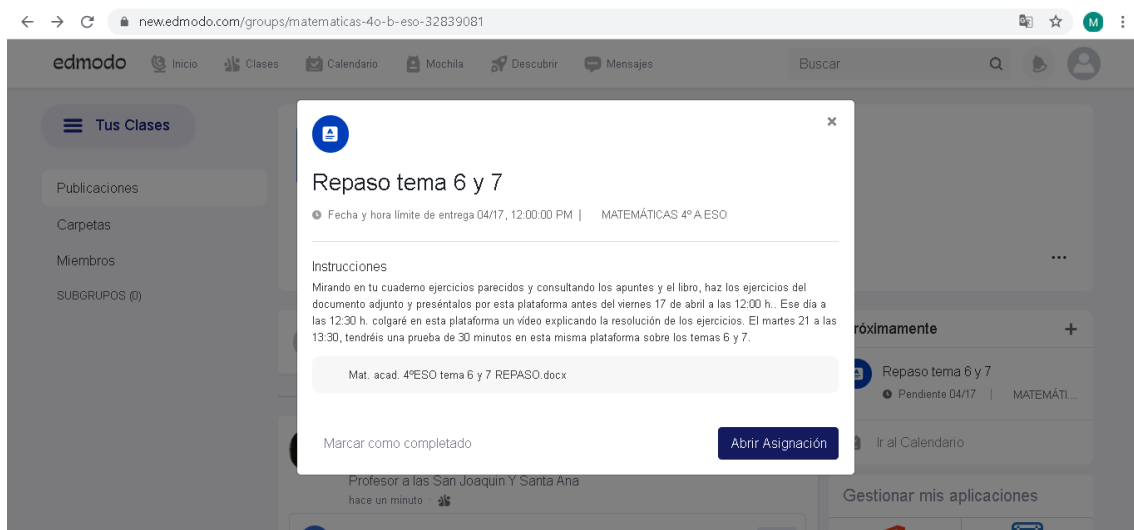 new.edmodo.com/groups/matematicas-4o-b-eso-32839081
M
edmodo Inicio Clases Calendario Mochila Descubrir Mensajes Buscar
Tus Clases
Publicaciones
Carpetas
Miembros
SUBGRUPOS (0)
×
Repaso tema 6 y 7
Fecha y hora límite de entrega 04/17, 12:00:00 PM | MATEMÁTICAS 4º A ESO
Instrucciones
Mirando en tu cuaderno ejercicios parecidos y consultando los apuntes y el libro, haz los ejercicios del
documento adjunto y preséntalos por esta plataforma antes del viernes 17 de abril a las 12:00 h.. Ese día a
las 12:30 h. colgaré en esta plataforma un vídeo explicando la resolución de los ejercicios. El martes 21 a las
13:30, tendréis una prueba de 30 minutos en esta misma plataforma sobre los temas 6 y 7.
Mat. acad. 4ºESO tema 6 y 7 REPASO.docx
Marcar como completado
Abrir Asignación
róximamente +
Repaso tema 6 y 7
Pendiente 04/17 | MATEMÁTI...
Ir al Calendario
Gestionar mis aplicaciones
Profesor a las San Joaquin Y Santa Ana
hace un minuto ·